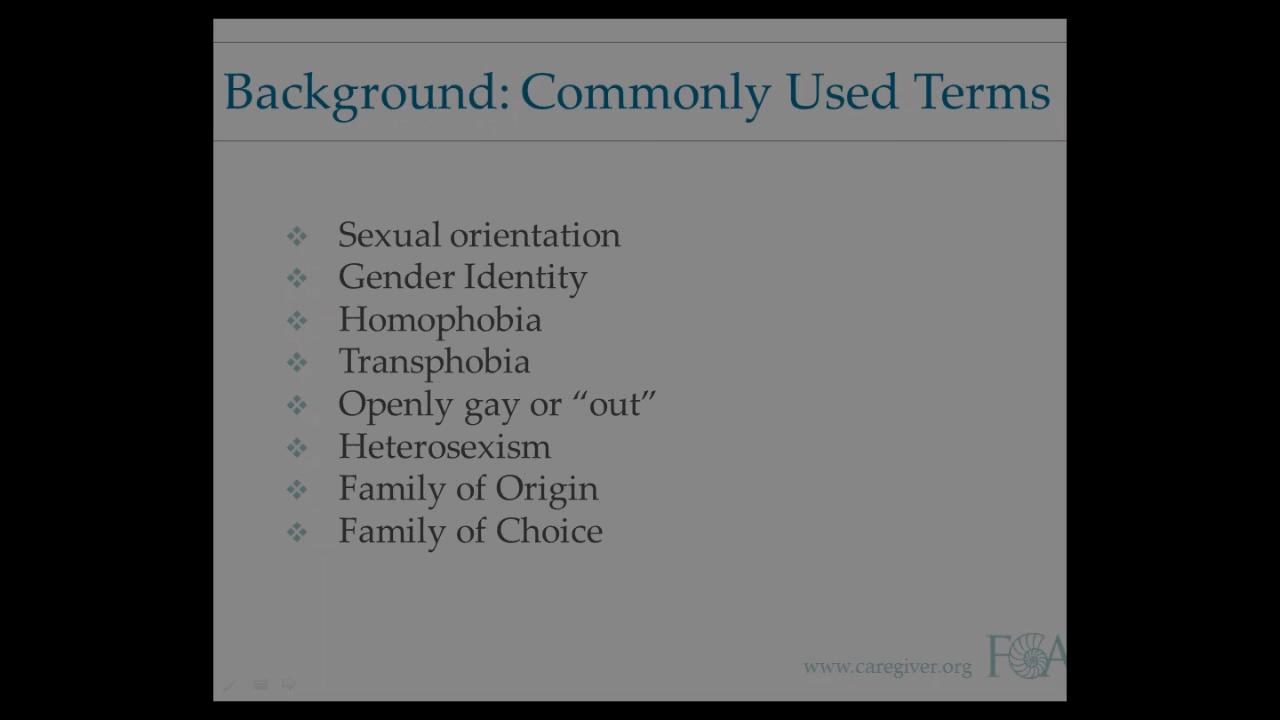 Background: Commonly Used Terms
Sexual orientation
Gender Identity
Homophobia
Transphobia
Openly gay or “out”
Heterosexism
Family of Origin
Family of Choice
www.caregiver.org
FCA